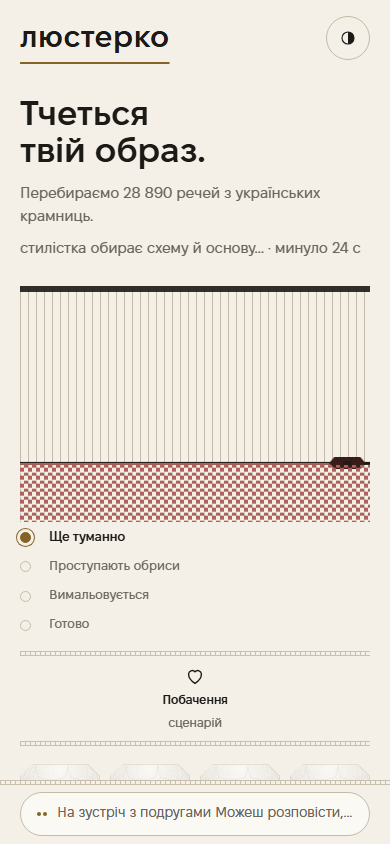 люстерко
Тчеться
твій образ.
Перебираємо 28 890 речей з українських
крамниць.
стилістка обирає схему й основу... · минуло 24 с
Ще туманно
Проступають обриси
Вимальовується
Готово
Побачення
сценарій
На зустріч з подругами Можеш розповісти,...